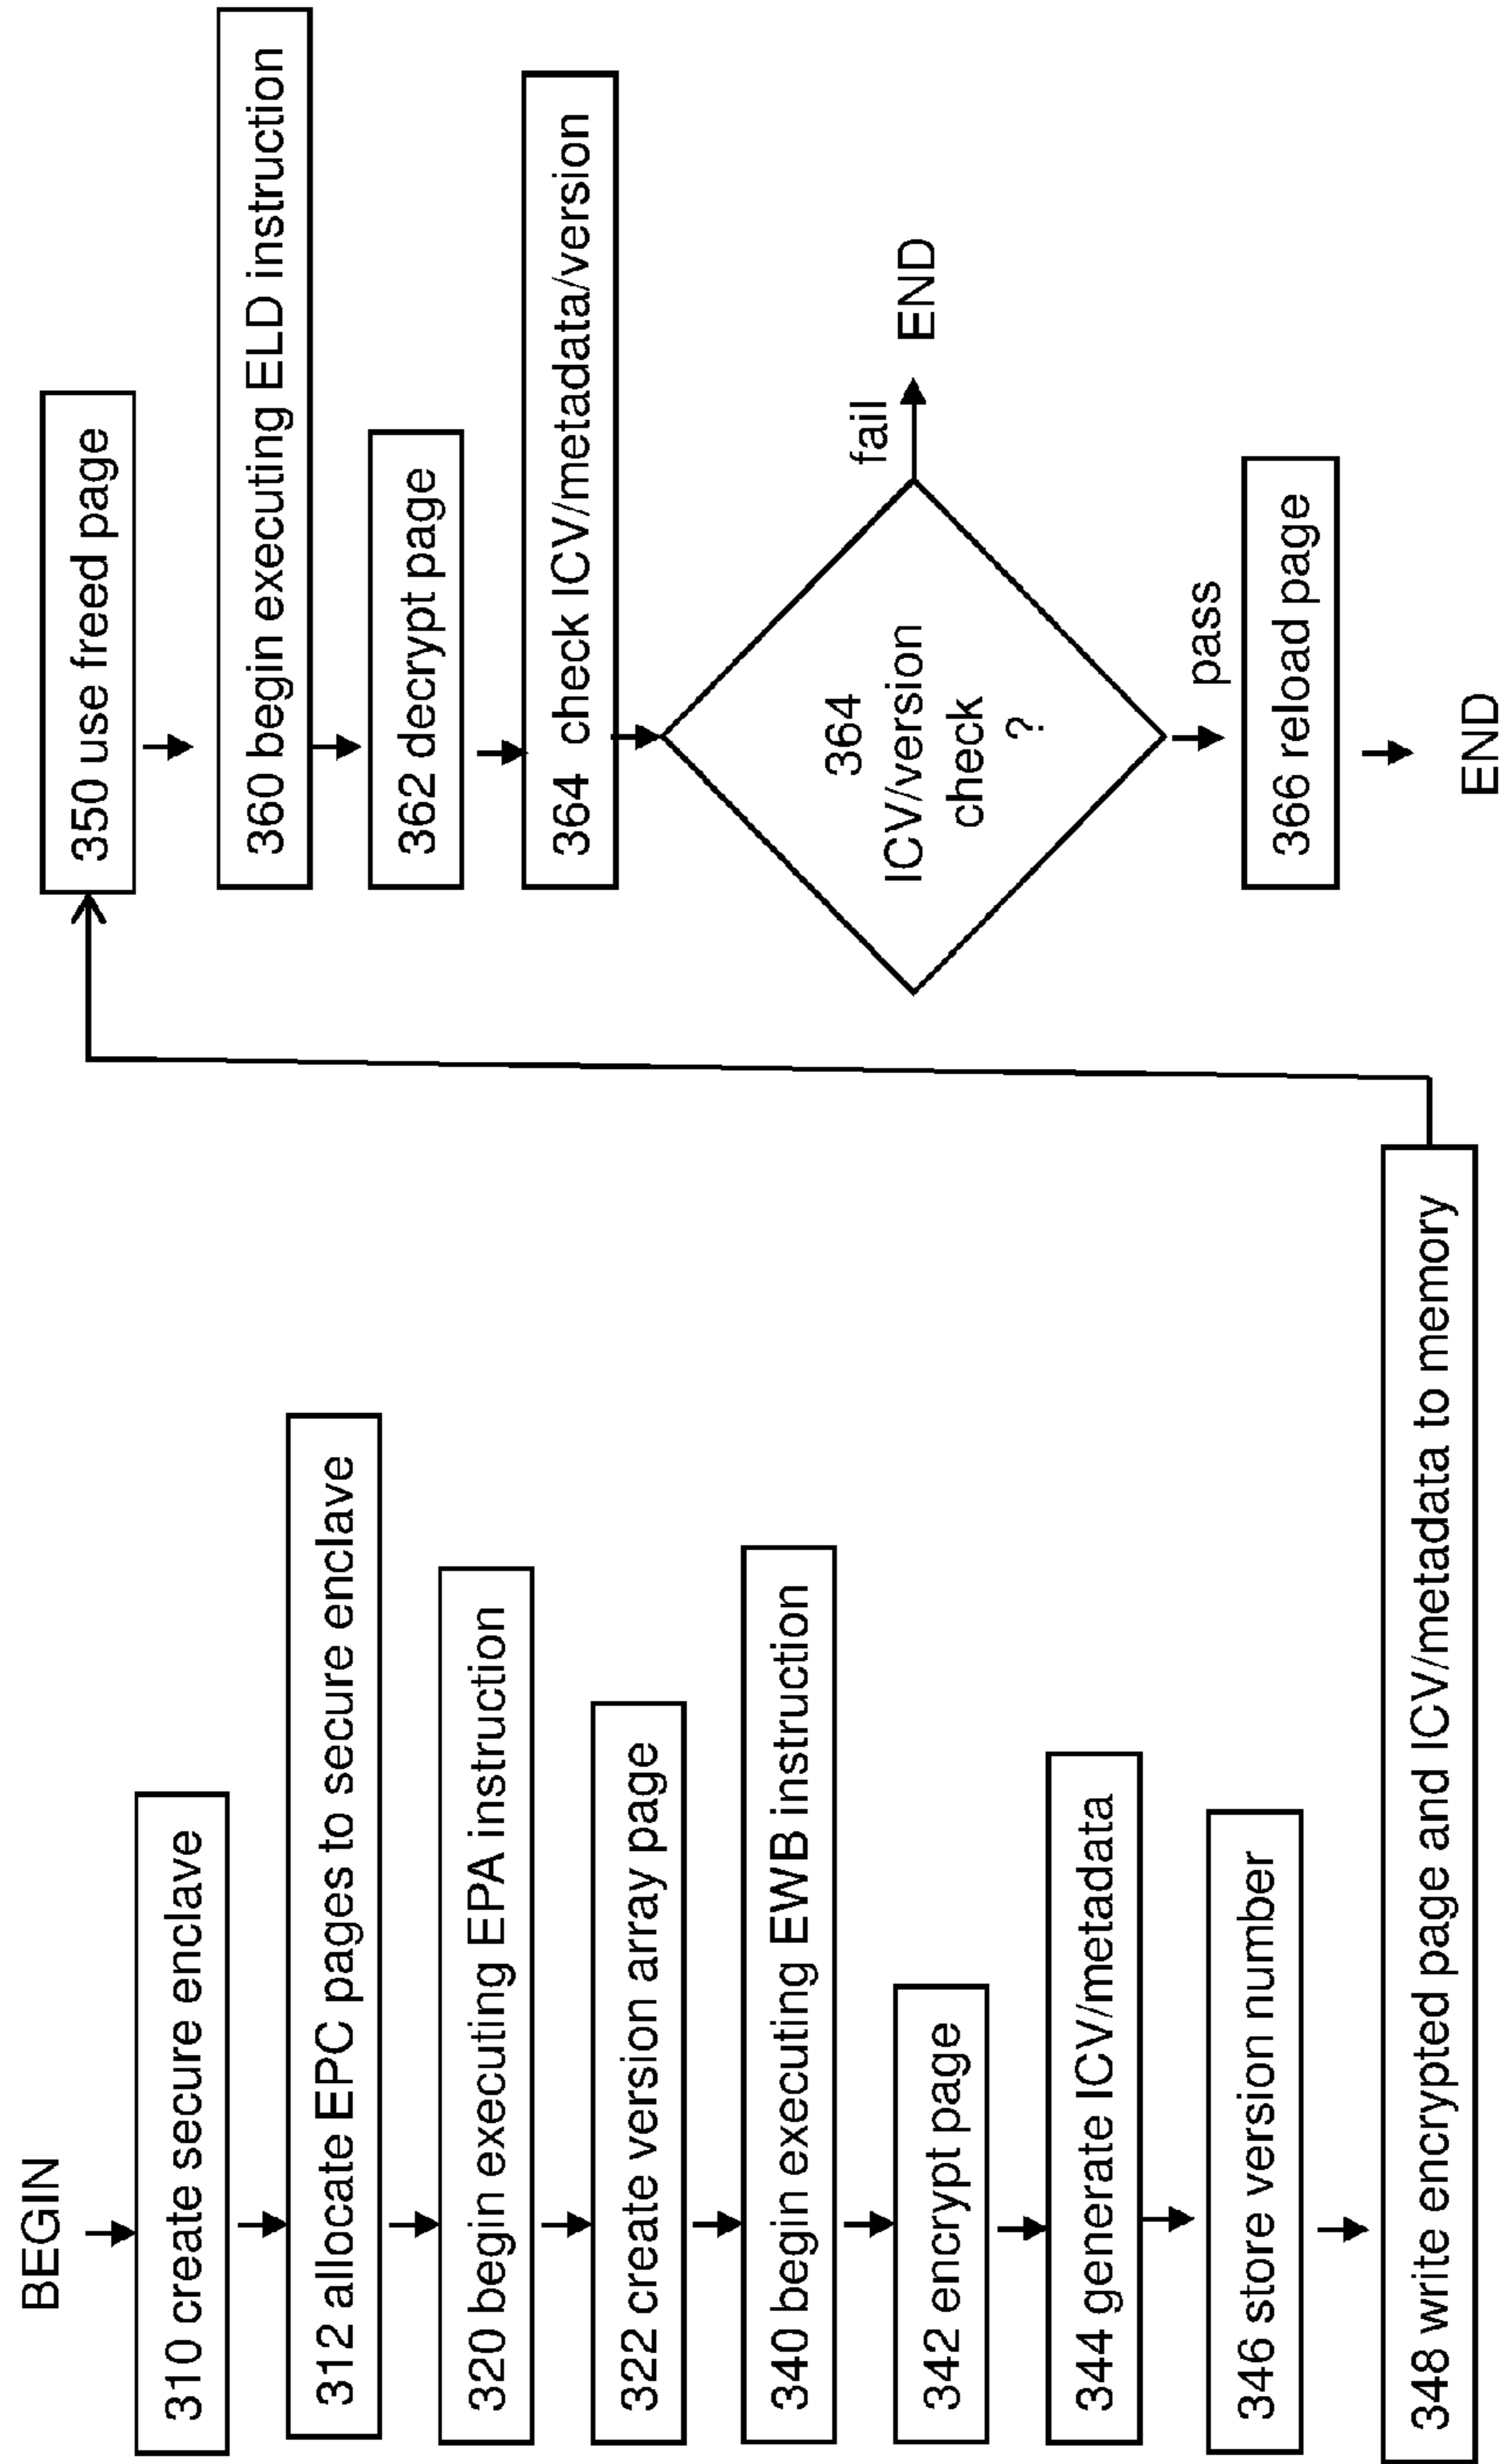 BEGIN
310 create secure enclave
312 allocate EPC pages to secure enclave
320 begin executing EPA instruction
322 create version array page
340 begin executing EWB instruction
342 encrypt page
344 generate ICV/metadata
346 store version number
348 write encrypted page and ICV/metadata to memory
350 use freed page
360 begin executing ELD instruction
362 decrypt page
364 check ICV/metadata/version
364
ICV/version
check
?
fail
END
pass
366 reload page
END